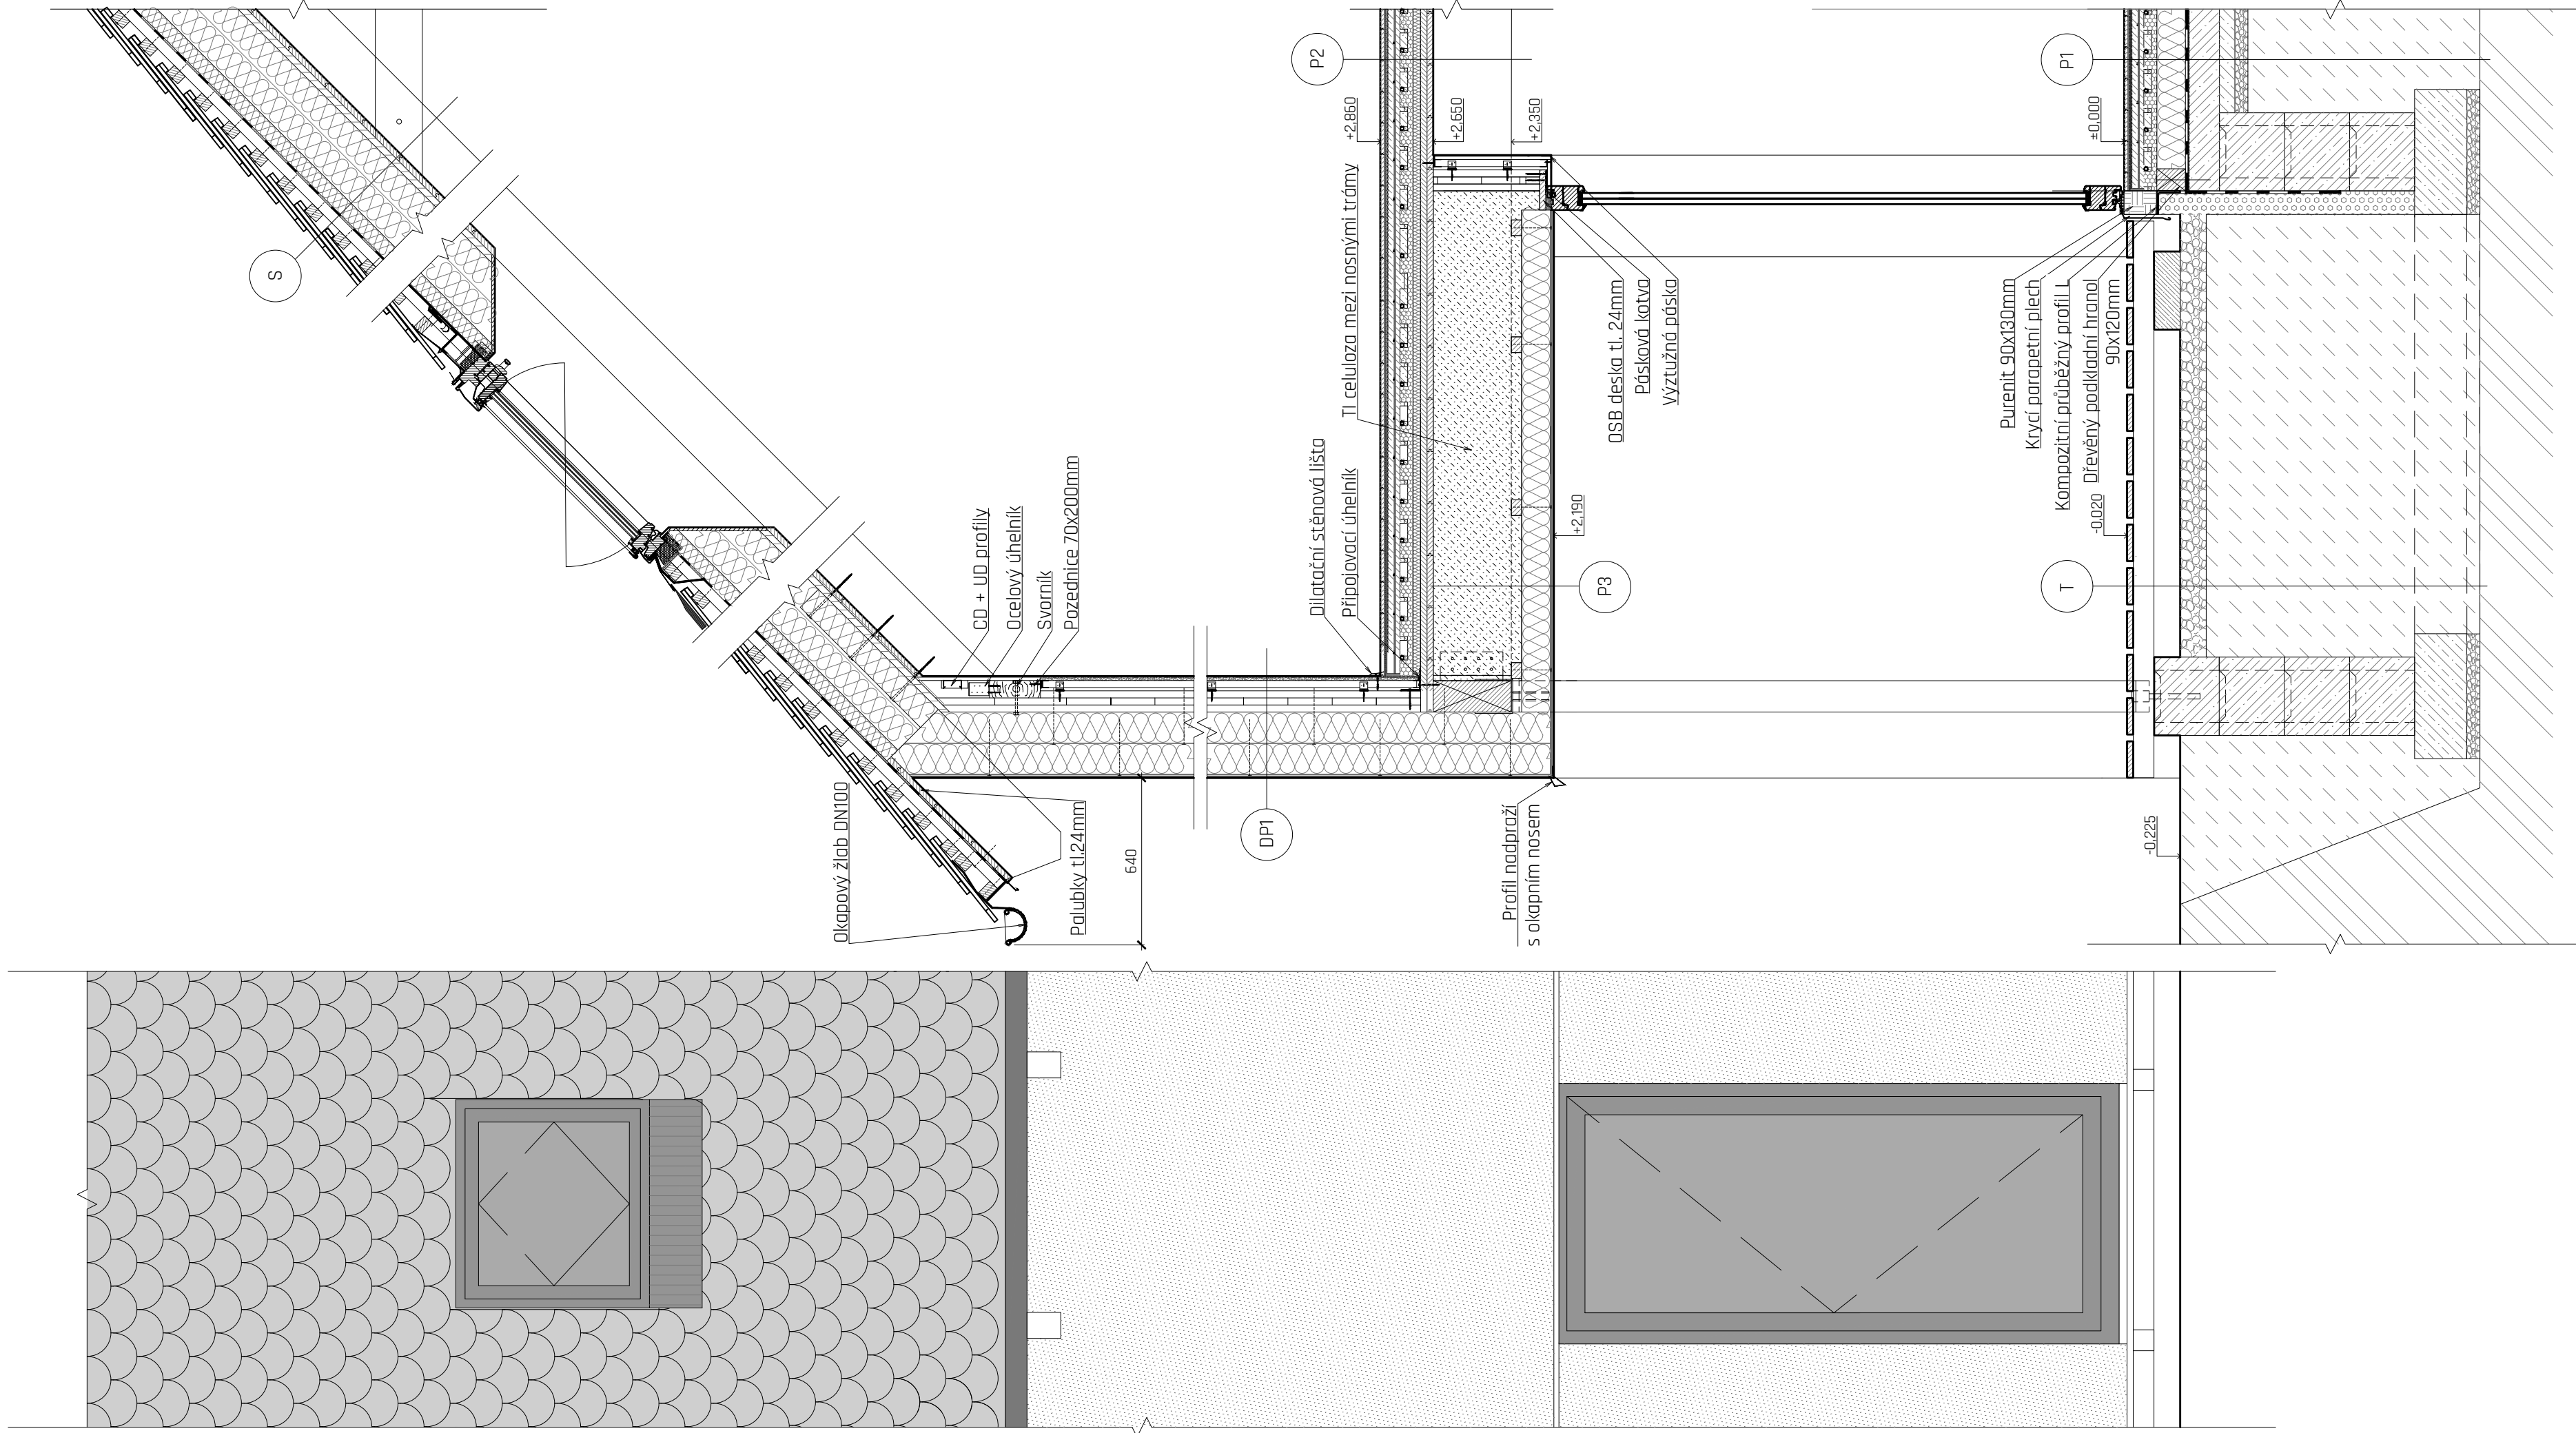 Okapový žlab DN100
Palubky tl.24mm
640
CD + UD profily
Ocelový úhelník
Svorník
Pozednice 70x200mm
S
DP1
Dilatační stěnová lišta
Připojovací úhelník
TI celuloza mezi nosnými trámy
P2
+2,860
+2,650
+2,350
Profil nadpraží
s okapním nosem
+2,190
P3
OSB deska tl. 24mm
Pásková kotva
Výztužná páska
Purenit 90x130mm
Krycí parapetní plech
Kompozitní průběžný profil L
Dřevěný podkladní hranol
90x120mm
P1
±0,000
-0,020
T
-0,225